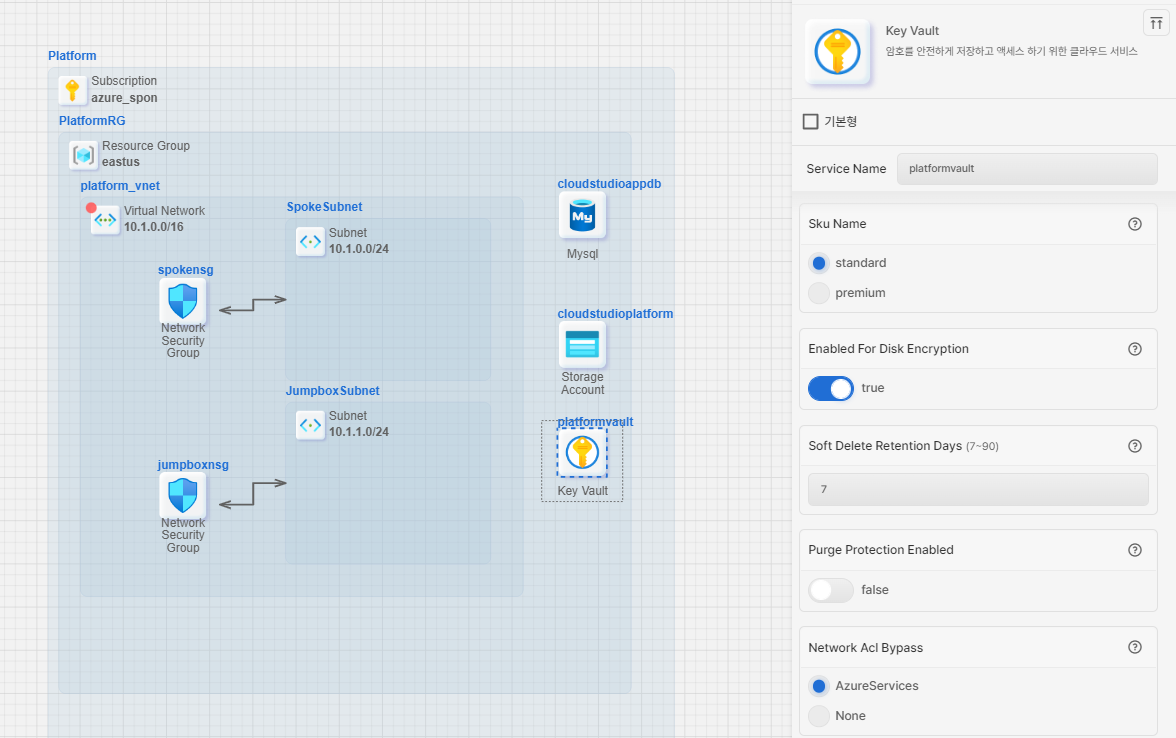 Platform
Subscription
azure_spon
PlatformRG
Resource Group
eastus
platform_vnet
Virtual Network
10.1.0.0/16
SpokeSubnet
Subnet
10.1.0.0/24
spokensg
Network
Security
Group
JumpboxSubnet
Subnet
10.1.1.0/24
jumpboxnsg
Network
Security
Group
cloudstudioappdb
My
Mysql
cloudstudioplatform
Storage
Account
platformvault
Key Vault
Key Vault
암호를 안전하게 저장하고 액세스 하기 위한 클라우드 서비스
기본형
Service Name
platformvault
Sku Name
standard
premium
Enabled For Disk Encryption
true
Soft Delete Retention Days (7~90)
7
Purge Protection Enabled
false
Network Acl Bypass
AzureServices
None